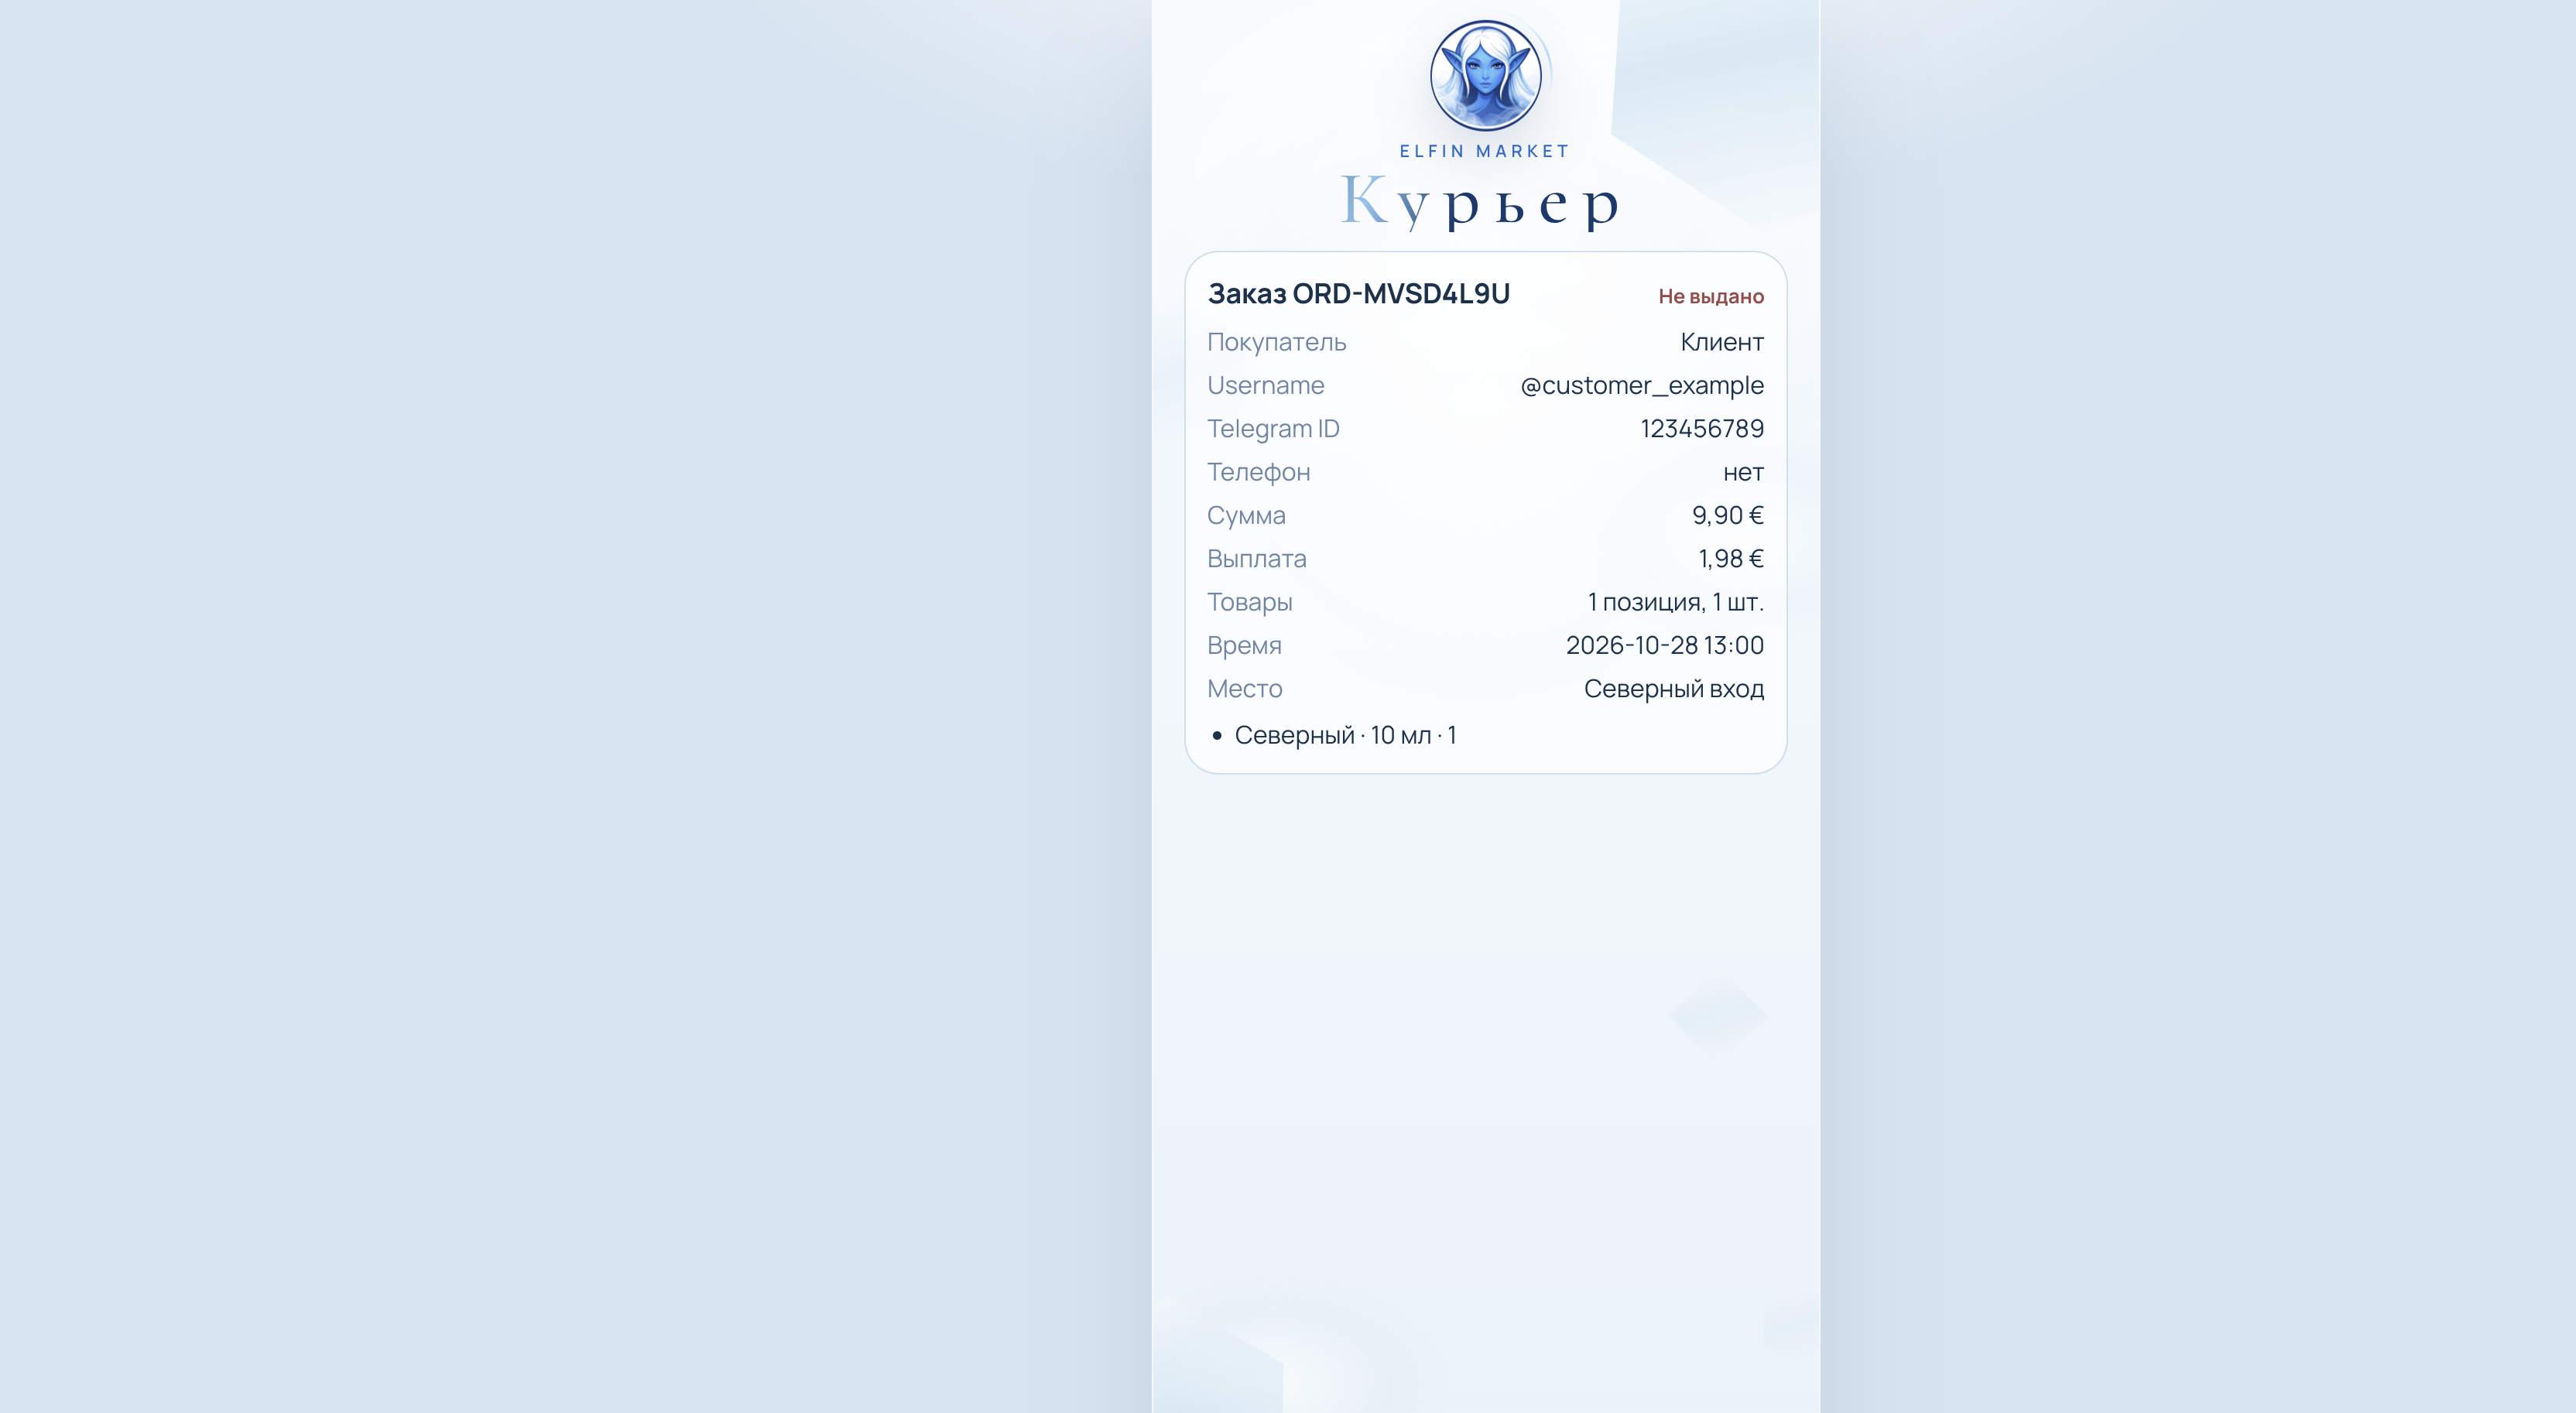 ELFIN MARKET
Курьер
Заказ ORD-MVSD4L9U Не выдано
Покупатель Клиент
Username @customer_example
Telegram ID 123456789
Телефон нет
Сумма 9,90 €
Выплата 1,98 €
Товары 1 позиция, 1 шт.
Время 2026-10-28 13:00
Место Северный вход
• Северный · 10 мл · 1